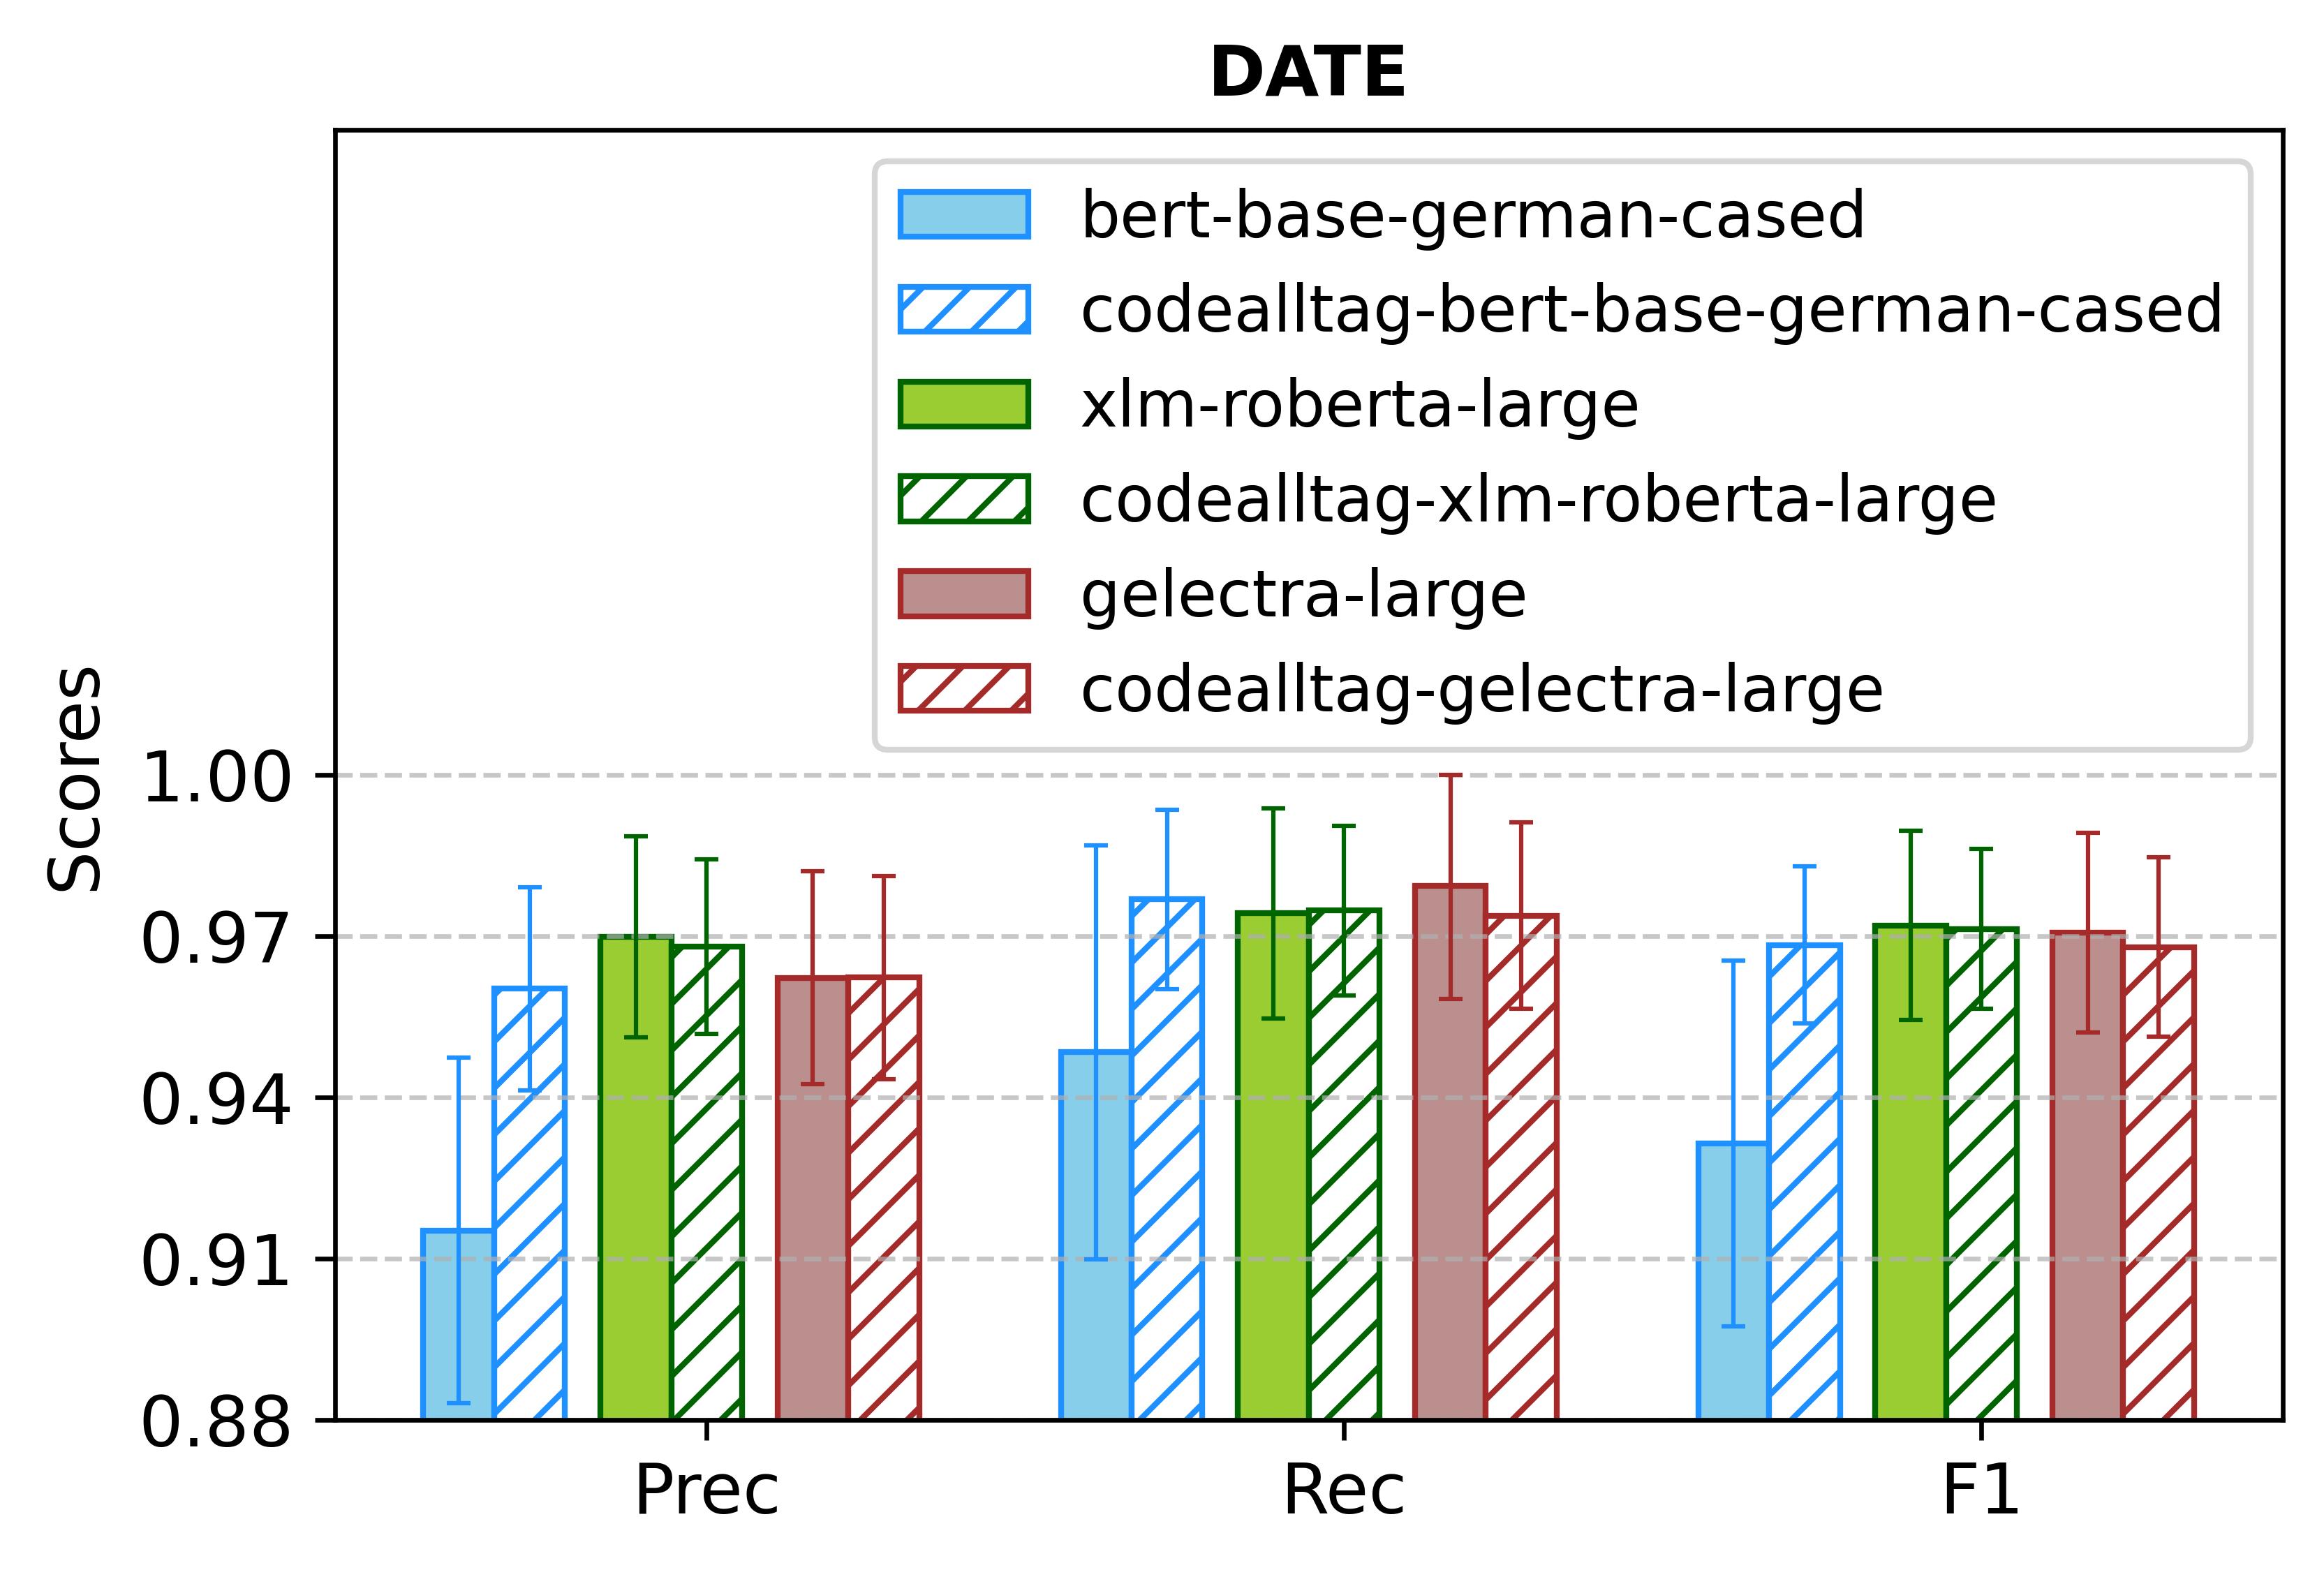 DATE
bert-base-german-cased
codealltag-bert-base-german-cased
xlm-roberta-large
codealltag-xlm-roberta-large
gelectra-large
codealltag-gelectra-large
Scores
1.00
0.97
0.94
0.91
0.88
Prec
Rec
F1